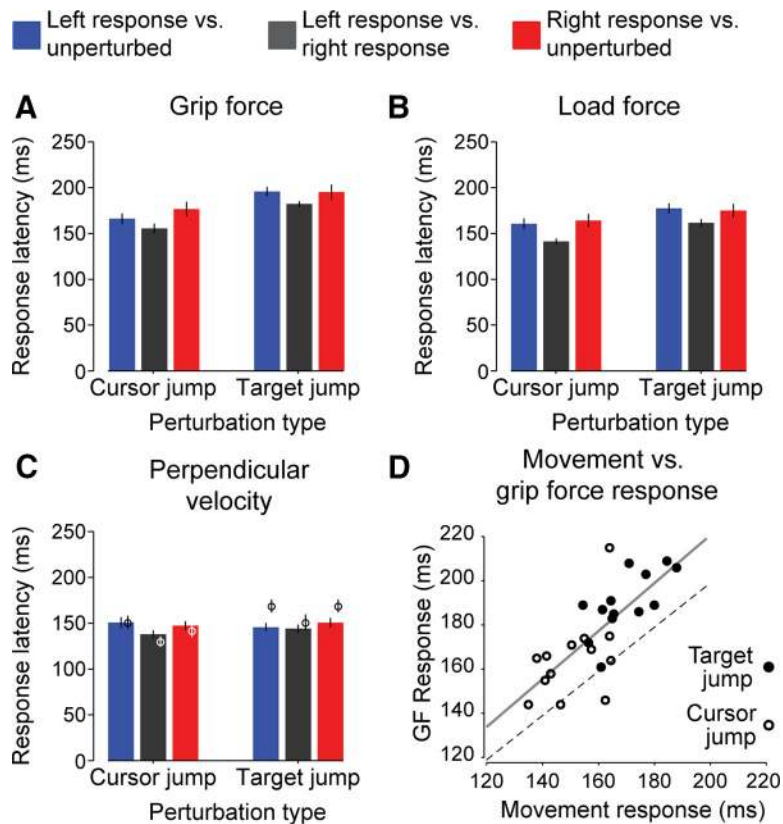 Left response vs.
unperturbed
Left response vs.
right response
Right response vs.
unperturbed
A
Grip force
Response latency (ms)
250
200
150
100
50
0
Cursor jump
Target jump
Perturbation type
B
Load force
Response latency (ms)
250
200
150
100
50
0
Cursor jump
Target jump
Perturbation type
C
Perpendicular
velocity
Response latency (ms)
250
200
150
100
50
0
Cursor jump
Target jump
Perturbation type
D
Movement vs.
grip force response
GF Response (ms)
220
200
180
160
140
120
120
140
160
180
200
220
Movement response (ms)
Target
jump
Cursor
jump